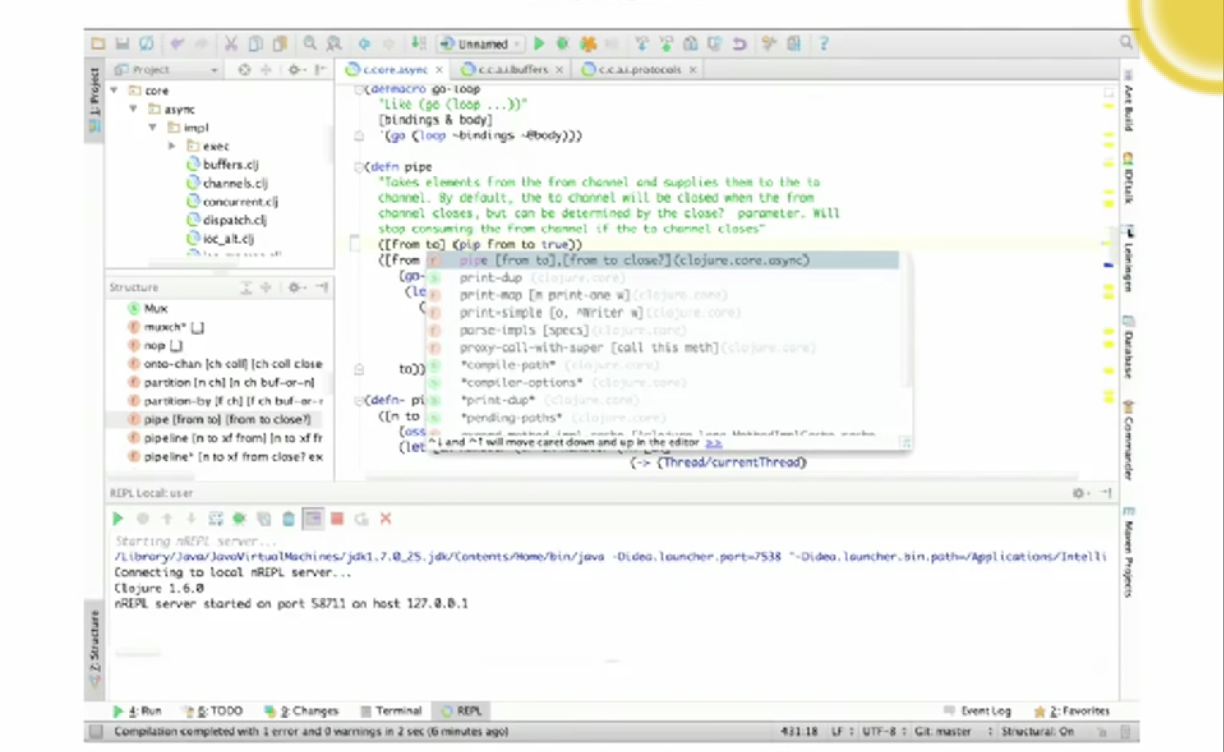 Unnamed
1: Project
Project
c.core.async
c.c.a.i.buffers
c.c.a.i.protocols
core
async
impl
exec
buffers.clj
channels.clj
concurrent.clj
dispatch.clj
ioc_alt.clj
(defmacro go-loop
"Like (go (loop ...))"
[bindings & body]
`(go (loop ~bindings ~@body)))
(defn pipe
"Takes elements from the from channel and supplies them to the to
channel. By default, the to channel will be closed when the from
channel closes, but can be determined by the close?  parameter. Will
stop consuming the from channel if the to channel closes"
([from to] (pip from to true))
([from
(go-
(le
(
to))
(defn- pi
([n to
(ass
(let
(-> (Thread/currentThread)
pipe [from to],[from to close?](clojure.core.async)
print-dup (clojure.core)
print-map [m print-one w](clojure.core)
print-simple [o, ^Writer w](clojure.core)
parse-impls [specs](clojure.core)
proxy-call-with-super [call this meth](clojure.core)
*compile-path* (clojure.core)
*compiler-options* (clojure.core)
*print-dup* (clojure.core)
*pending-paths* (clojure.core)
^↓ and ^↑ will move caret down and up in the editor >>
Structure
Mux
muxch* [_]
nop [_]
onto-chan [ch coll] [ch coll close
partition [n ch] [n ch buf-or-n]
partition-by [f ch] [f ch buf-or-r
pipe [from to] [from to close?]
pipeline [n to xf from] [n to xf fr
pipeline* [n to xf from close? ex
Ant Build
IDEtalk
Leiningen
Database
Commander
Maven Projects
REPL Local: user
Starting nREPL server...
/Library/Java/JavaVirtualMachines/jdk1.7.0_25.jdk/Contents/Home/bin/java -Didea.launcher.port=7538 "-Didea.launcher.bin.path=/Applications/Intelli
Connecting to local nREPL server...
Clojure 1.6.0
nREPL server started on port 58711 on host 127.0.0.1
7: Structure
4: Run
6: TODO
9: Changes
Terminal
REPL
Event Log
2: Favorites
Compilation completed with 1 error and 0 warnings in 2 sec (6 minutes ago)
431:18
LF
UTF-8
Git: master
Structural: On